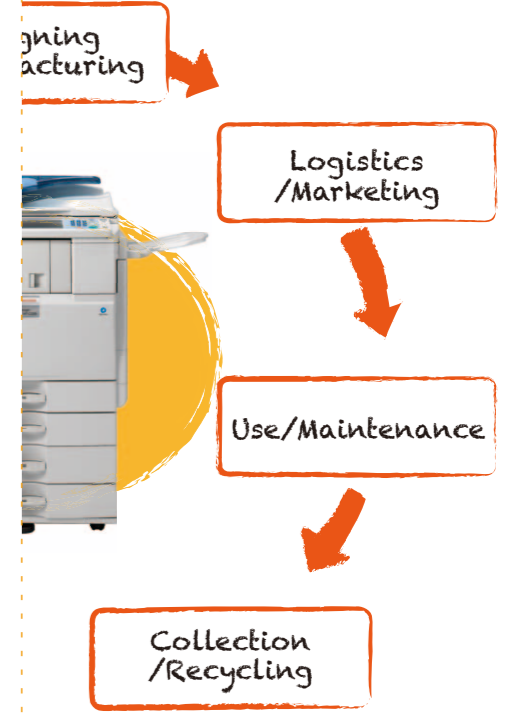 gning
acturing
Logistics
/Marketing
Use/Maintenance
Collection
/Recycling